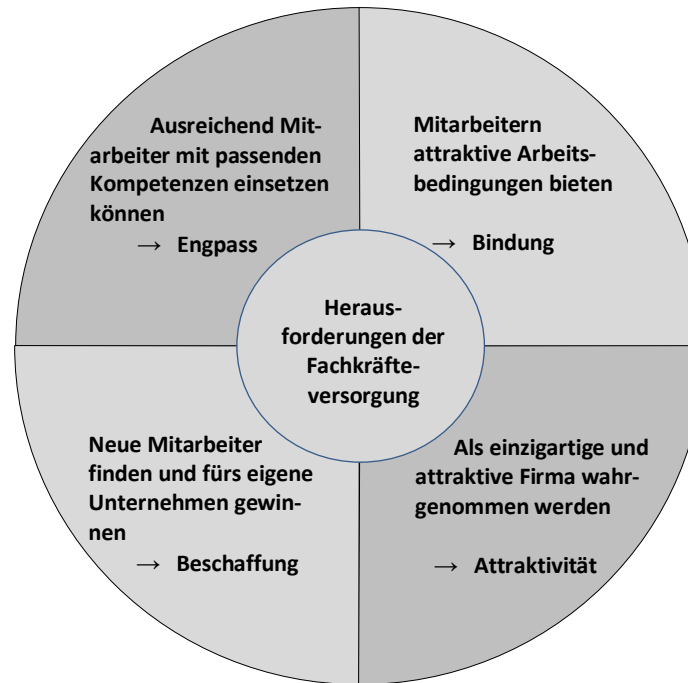 Ausreichend Mit-
arbeiter mit passenden
Kompetenzen einsetzen
können
→ Engpass
Mitarbeitern
attraktive Arbeits-
bedingungen bieten
→ Bindung
Heraus-
forderungen der
Fachkräfte-
versorgung
Neue Mitarbeiter
finden und fürs eigene
Unternehmen gewin-
nen
→ Beschaffung
Als einzigartige und
attraktive Firma wahr-
genommen werden
→ Attraktivität